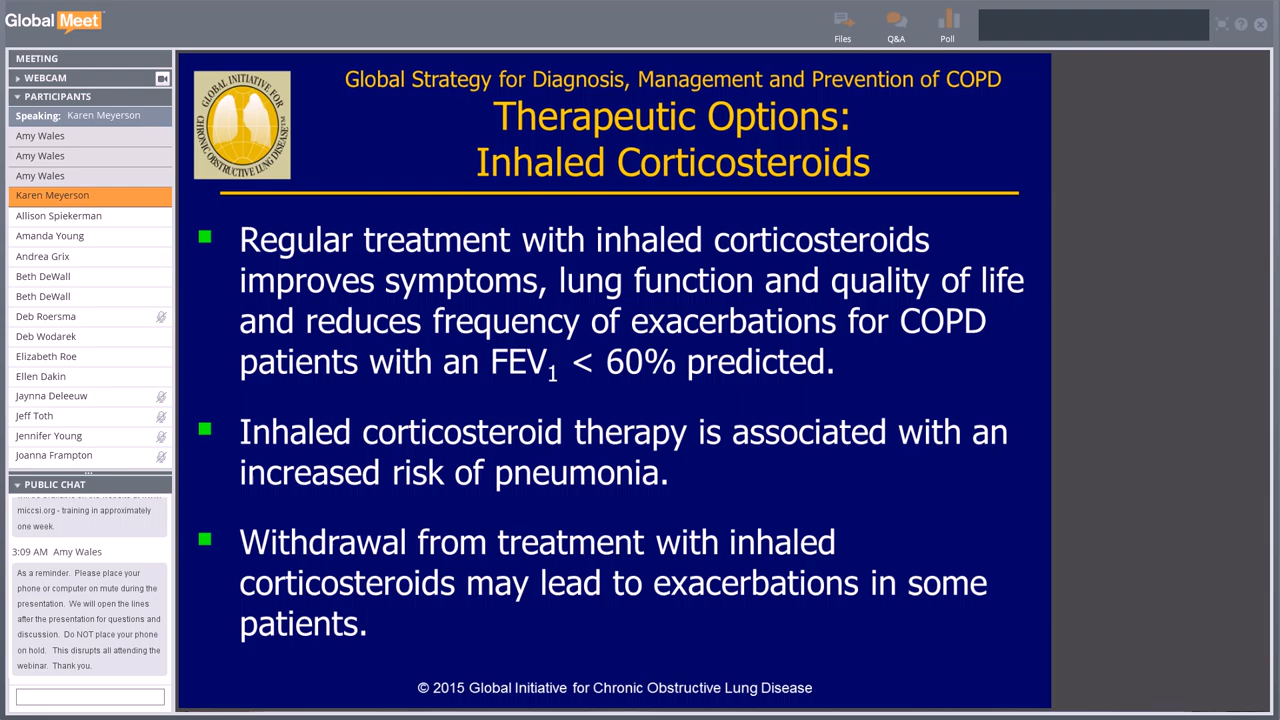 Global Meet
Files
Q&A
Poll
MEETING
WEBCAM
PARTICIPANTS
Speaking: Karen Meyerson
Amy Wales
Amy Wales
Amy Wales
Karen Meyerson
Allison Spiekerman
Amanda Young
Andrea Grix
Beth DeWall
Beth DeWall
Deb Roersma
Deb Wodarek
Elizabeth Roe
Ellen Dakin
Jaynna Deleeuw
Jeff Toth
Jennifer Young
Joanna Frampton
PUBLIC CHAT
miccsi.org - training in approximately
one week.
3:09 AM Amy Wales
As a reminder. Please place your
phone or computer on mute during the
presentation. We will open the lines
after the presentation for questions and
discussion. Do NOT place your phone
on hold. This disrupts all attending the
webinar. Thank you.
GLOBAL INITIATIVE FOR
CHRONIC OBSTRUCTIVE LUNG DISEASE
Global Strategy for Diagnosis, Management and Prevention of COPD
Therapeutic Options:
Inhaled Corticosteroids
Regular treatment with inhaled corticosteroids
improves symptoms, lung function and quality of life
and reduces frequency of exacerbations for COPD
patients with an FEV₁ < 60% predicted.
Inhaled corticosteroid therapy is associated with an
increased risk of pneumonia.
Withdrawal from treatment with inhaled
corticosteroids may lead to exacerbations in some
patients.
© 2015 Global Initiative for Chronic Obstructive Lung Disease